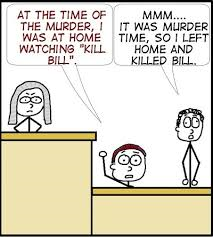 AT THE TIME OF
THE MURDER, I
WAS AT HOME
WATCHING "KILL
BILL".
MMM....
IT WAS MURDER
TIME, SO I LEFT
HOME AND
KILLED BILL.